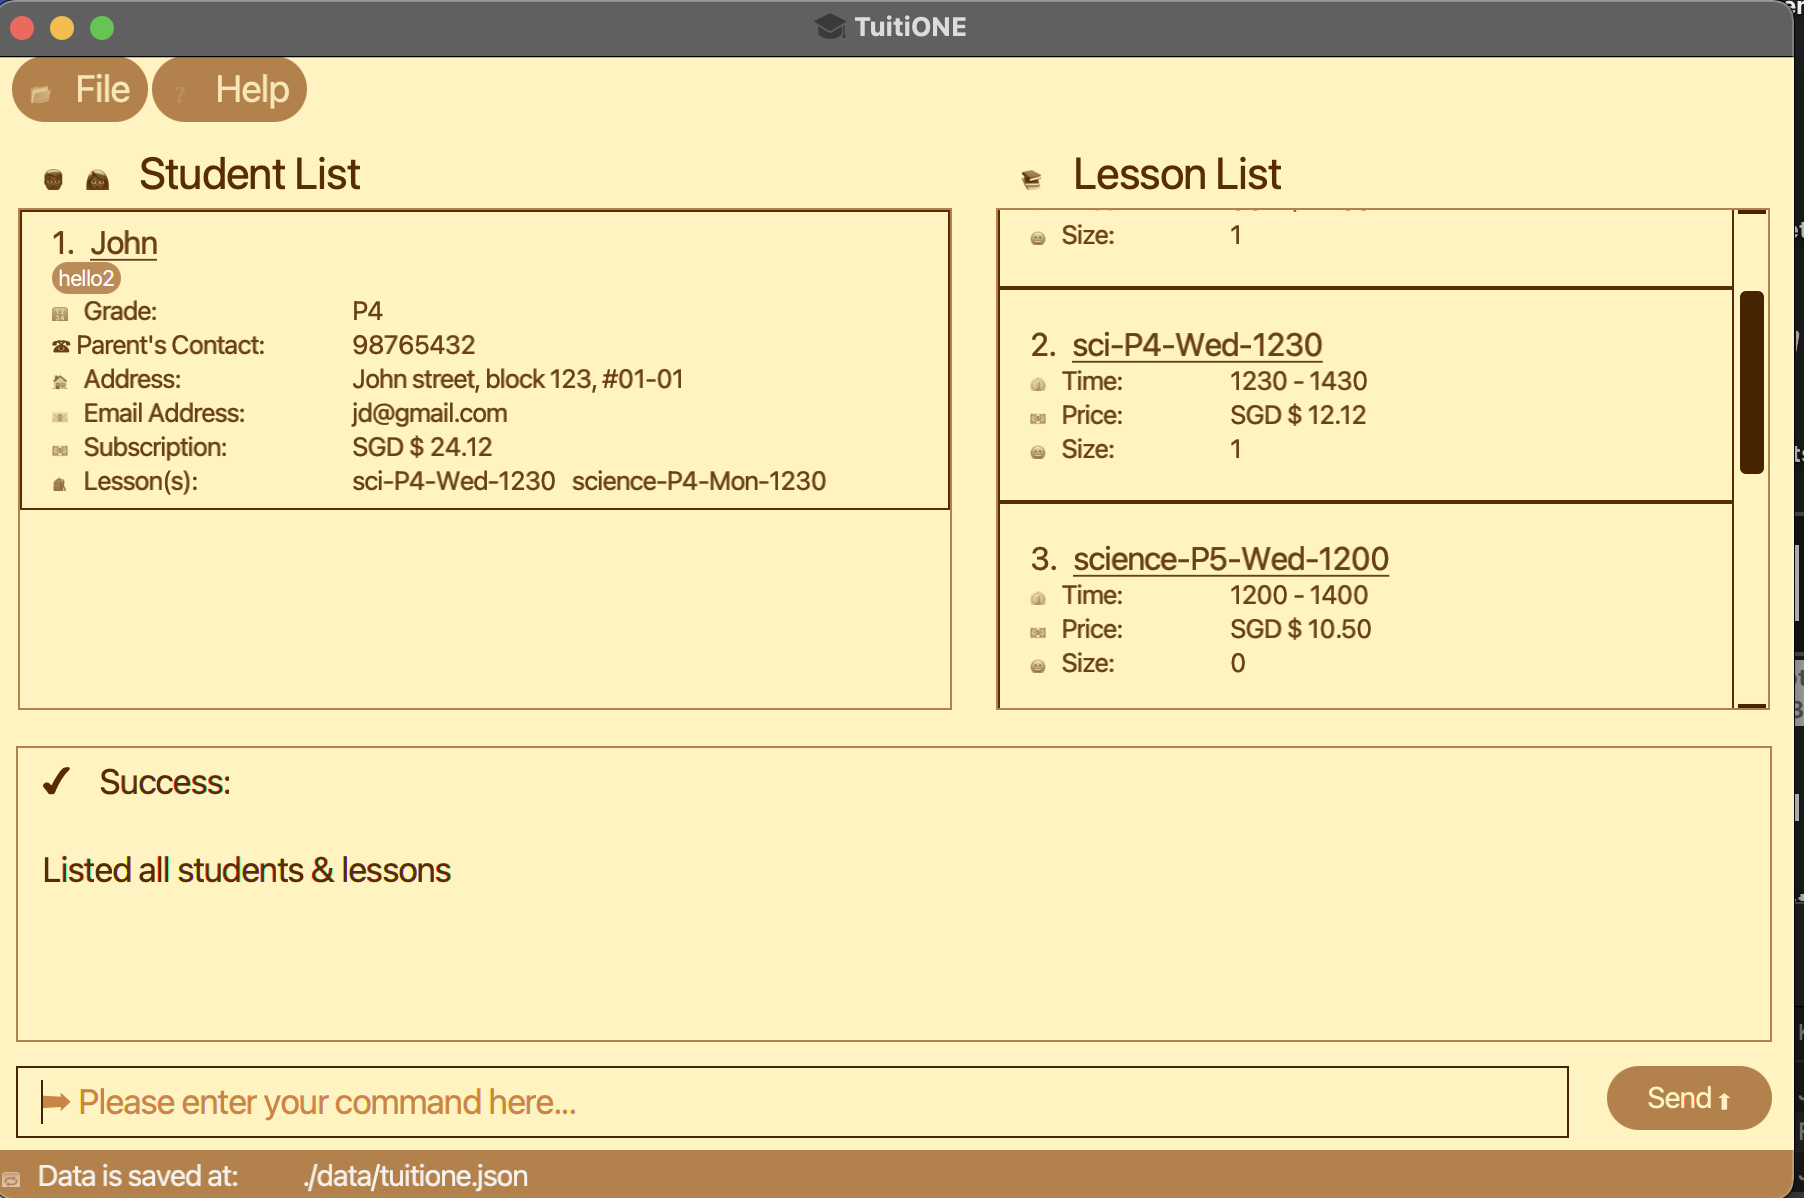 TuitiONE
File Help
Student List
1. John
hello2
Grade: P4
Parent's Contact: 98765432
Address: John street, block 123, #01-01
Email Address: jd@gmail.com
Subscription: SGD $ 24.12
Lesson(s): sci-P4-Wed-1230 science-P4-Mon-1230
Lesson List
Size: 1
2. sci-P4-Wed-1230
Time: 1230 - 1430
Price: SGD $ 12.12
Size: 1
3. science-P5-Wed-1200
Time: 1200 - 1400
Price: SGD $ 10.50
Size: 0
✔ Success:
Listed all students & lessons
Please enter your command here...
Send
Data is saved at: ./data/tuitione.json